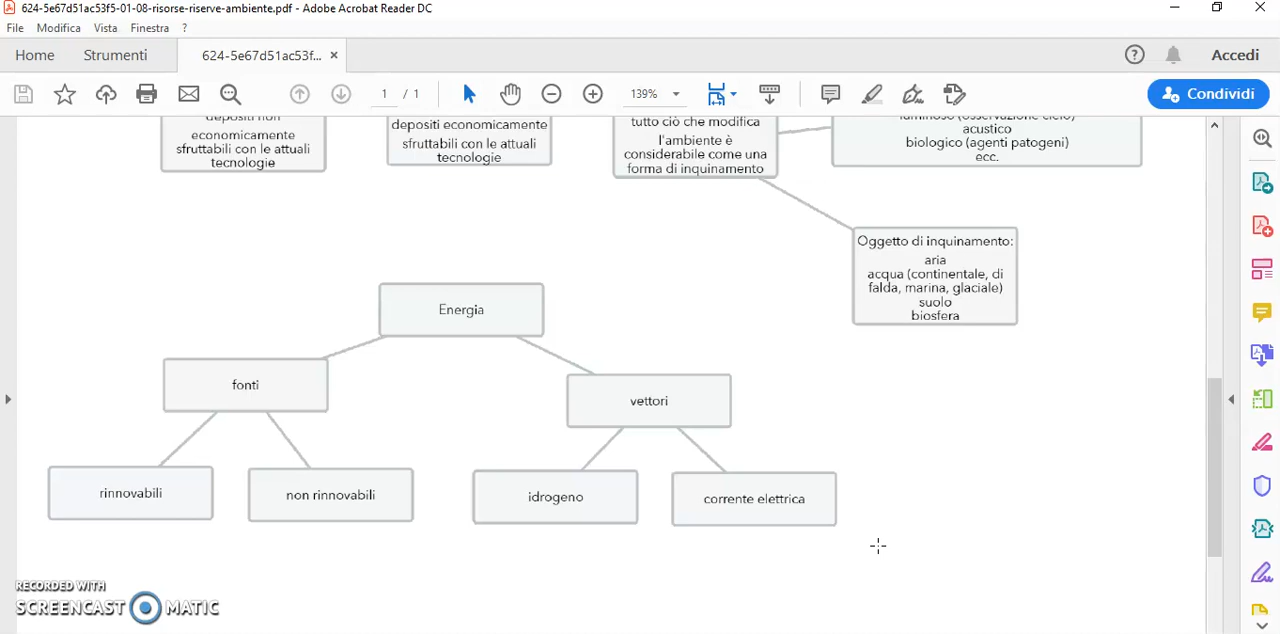 624-5e67d51ac53f5-01-08-risorse-riserve-ambiente.pdf - Adobe Acrobat Reader DC
File Modifica Vista Finestra ?
Home Strumenti 624-5e67d51ac53f... × Accedi
1 / 1 139% Condividi
depositi non
economicamente
sfruttabili con le attuali
tecnologie
depositi economicamente
sfruttabili con le attuali
tecnologie
tutto ciò che modifica
l'ambiente è
considerabile come una
forma di inquinamento
luminoso (osservazione cielo)
acustico
biologico (agenti patogeni)
ecc.
Oggetto di inquinamento:
aria
acqua (continentale, di
falda, marina, glaciale)
suolo
biosfera
Energia
fonti
vettori
rinnovabili
non rinnovabili
idrogeno
corrente elettrica
RECORDED WITH
SCREENCAST MATIC